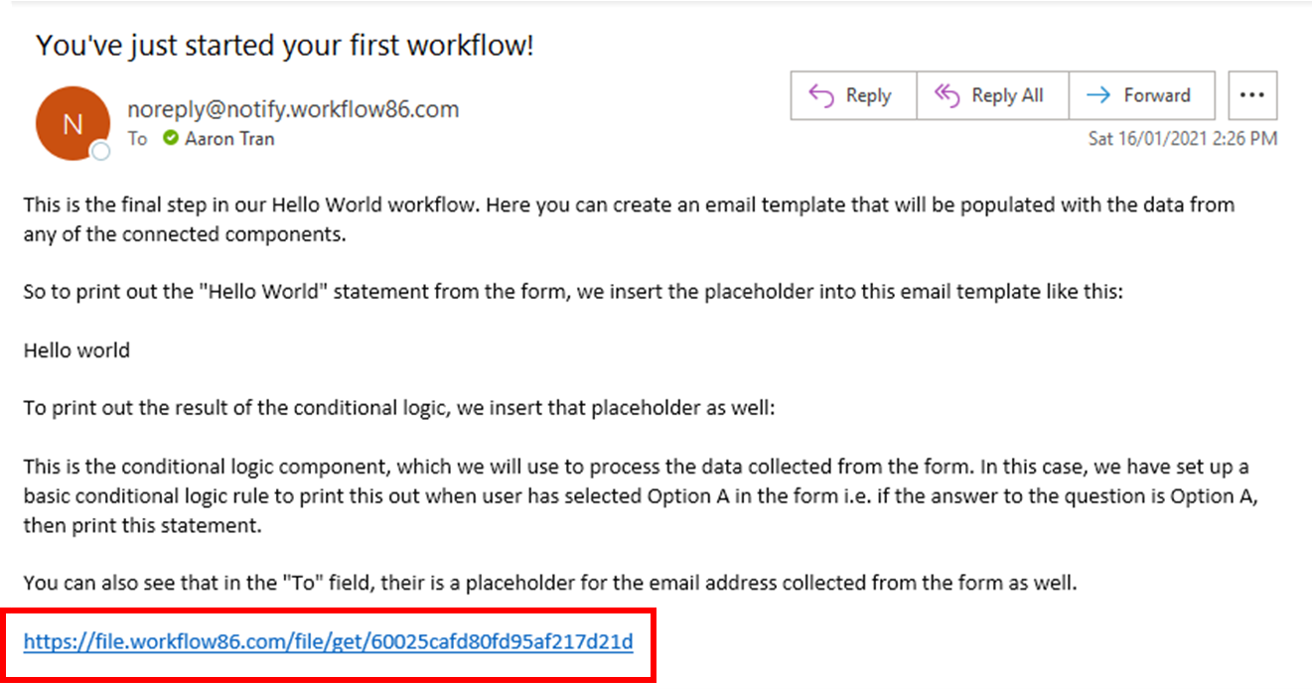 You've just started your first workflow!
N
noreply@notify.workflow86.com
To Aaron Tran
Reply
Reply All
Forward
Sat 16/01/2021 2:26 PM
This is the final step in our Hello World workflow. Here you can create an email template that will be populated with the data from
any of the connected components.
So to print out the "Hello World" statement from the form, we insert the placeholder into this email template like this:
Hello world
To print out the result of the conditional logic, we insert that placeholder as well:
This is the conditional logic component, which we will use to process the data collected from the form. In this case, we have set up a
basic conditional logic rule to print this out when user has selected Option A in the form i.e. if the answer to the question is Option A,
then print this statement.
You can also see that in the "To" field, their is a placeholder for the email address collected from the form as well.
https://file.workflow86.com/file/get/60025cafd80fd95af217d21d